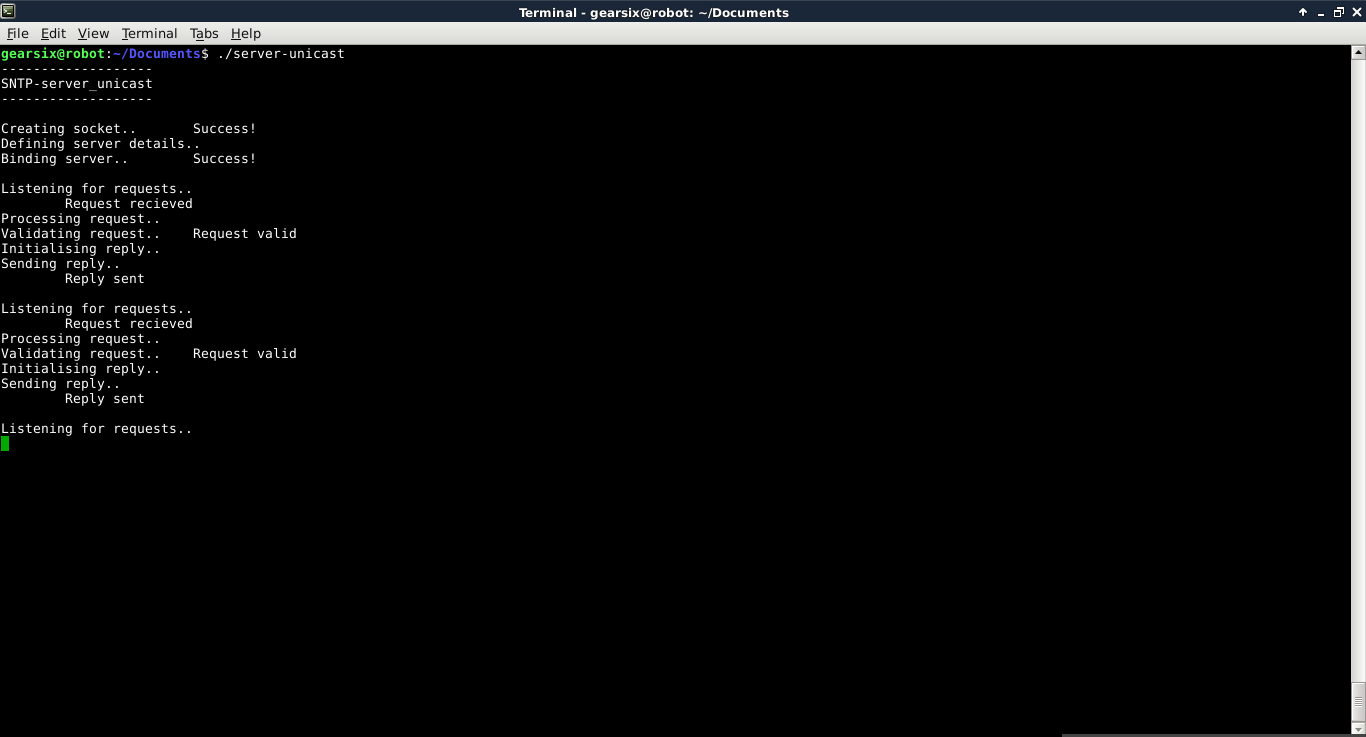 Terminal - gearsix@robot: ~/Documents
File Edit View Terminal Tabs Help
gearsix@robot:~/Documents$ ./server-unicast
-------------------
SNTP-server_unicast
-------------------
Creating socket.. Success!
Defining server details..
Binding server.. Success!
Listening for requests..
Request recieved
Processing request..
Validating request.. Request valid
Initialising reply..
Sending reply..
Reply sent
Listening for requests..
Request recieved
Processing request..
Validating request.. Request valid
Initialising reply..
Sending reply..
Reply sent
Listening for requests..